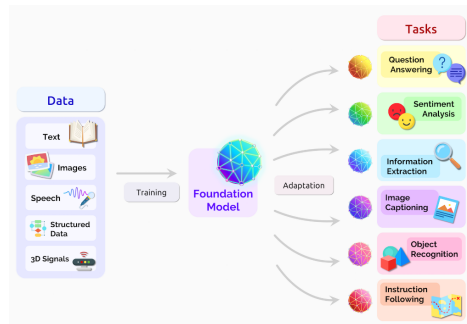 Tasks
Question
Answering
Data
Sentiment
Analysis
Text
Images
Information
Extraction
Speech
Training
Foundation
Model
Adaptation
Image
Captioning
Structured
Data
3D Signals
Object
Recognition
Instruction
Following